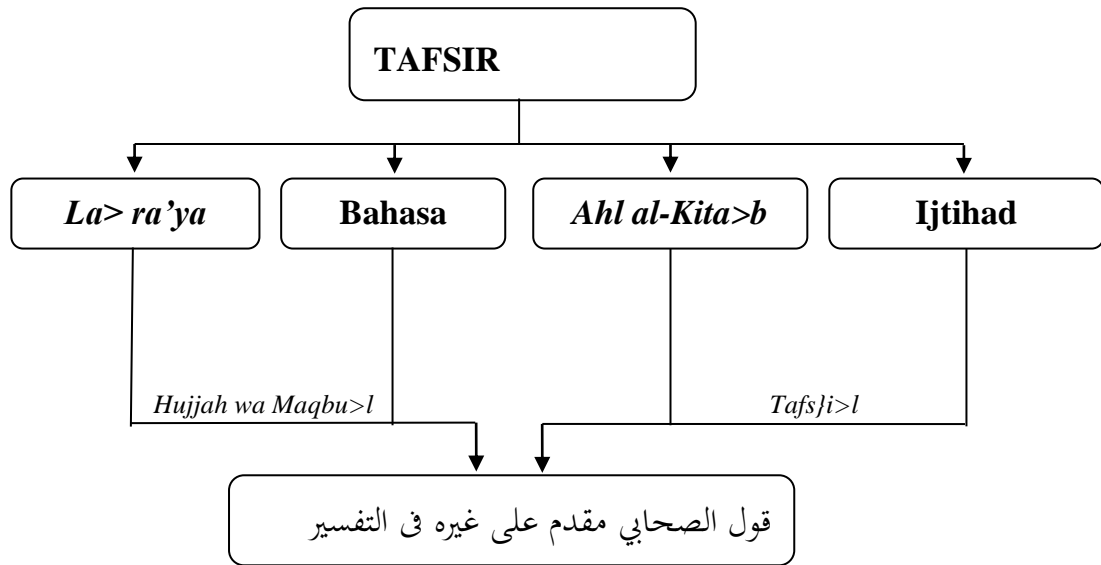 TAFSIR
La> ra’ya
Bahasa
Ahl al-Kita>b
Ijtihad
Hujjah wa Maqbu>l
Tafs}i>l
قول الصحابي مقدم على غيره فى التفسير